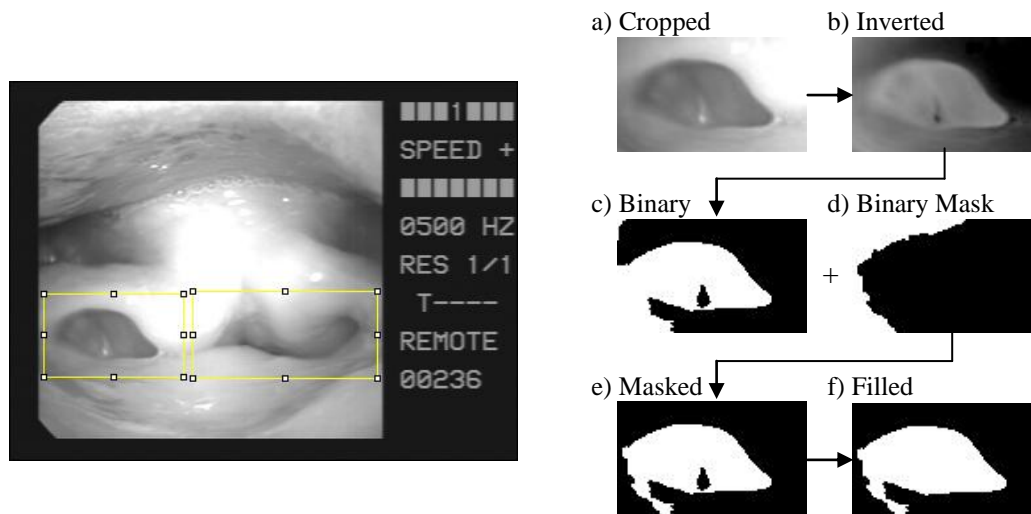 1
SPEED +
0500 HZ
RES 1/1
T----
REMOTE
00236
a) Cropped
b) Inverted
c) Binary
d) Binary Mask
+
e) Masked
f) Filled